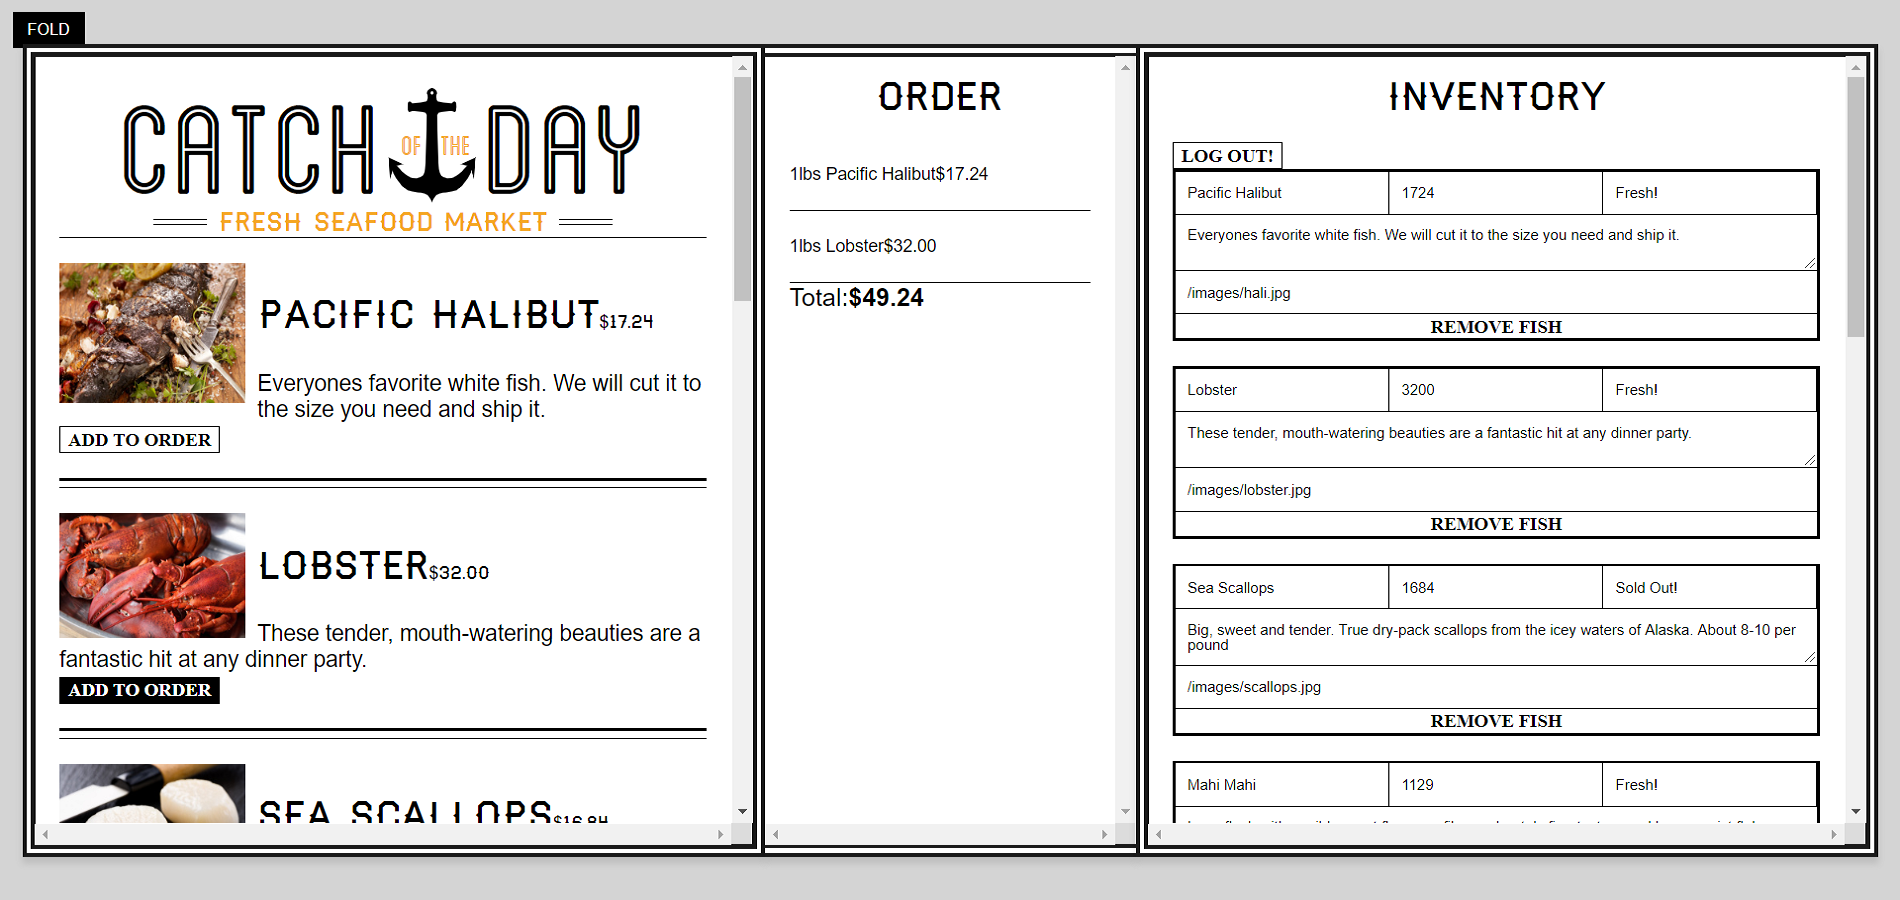 FOLD
CATCH OF THE DAY
FRESH SEAFOOD MARKET
PACIFIC HALIBUT$17.24
Everyones favorite white fish. We will cut it to
the size you need and ship it.
ADD TO ORDER
LOBSTER$32.00
These tender, mouth-watering beauties are a
fantastic hit at any dinner party.
ADD TO ORDER
SEA SCALLOPS$16.84
ORDER
1lbs Pacific Halibut$17.24
1lbs Lobster$32.00
Total:$49.24
INVENTORY
LOG OUT!
Pacific Halibut 1724 Fresh!
Everyones favorite white fish. We will cut it to the size you need and ship it.
/images/hali.jpg
REMOVE FISH
Lobster 3200 Fresh!
These tender, mouth-watering beauties are a fantastic hit at any dinner party.
/images/lobster.jpg
REMOVE FISH
Sea Scallops 1684 Sold Out!
Big, sweet and tender. True dry-pack scallops from the icey waters of Alaska. About 8-10 per
pound
/images/scallops.jpg
REMOVE FISH
Mahi Mahi 1129 Fresh!